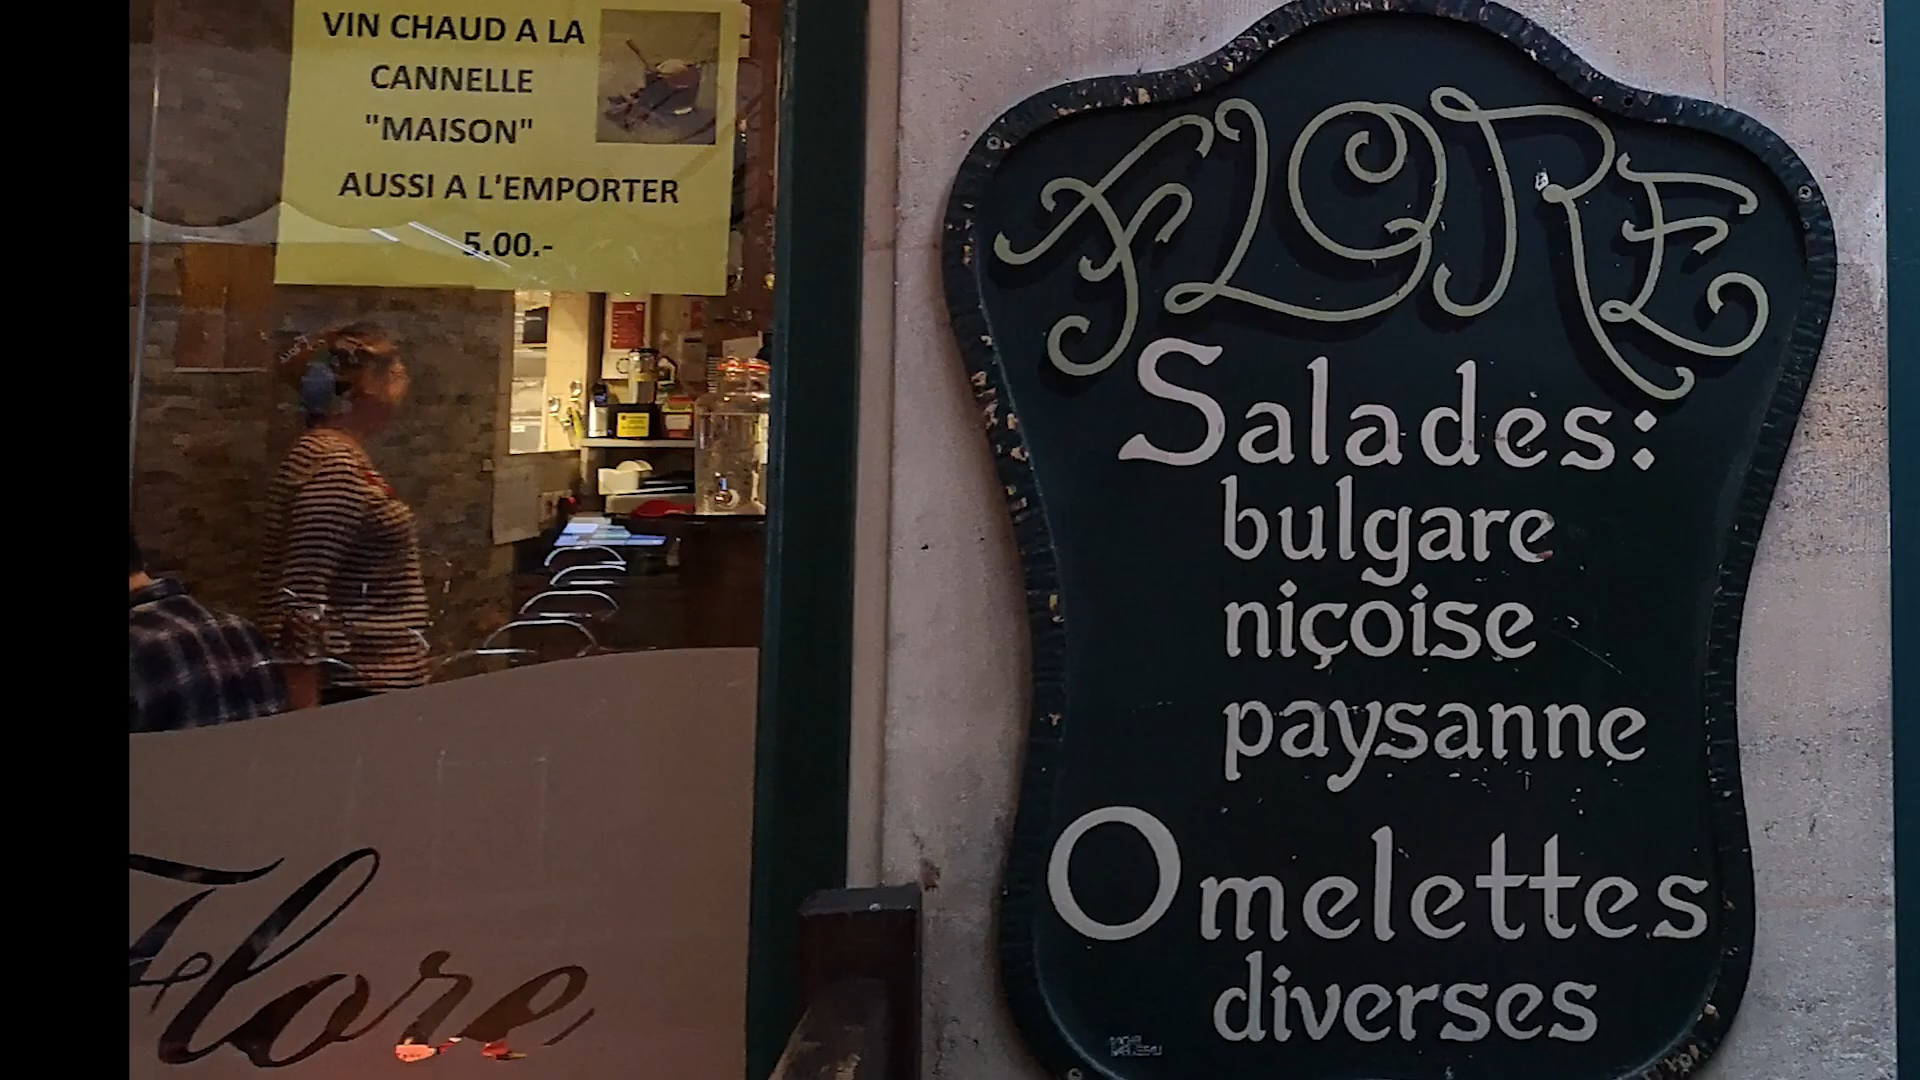 VIN CHAUD A LA
CANNELLE
"MAISON"
AUSSI A L'EMPORTER
5.00.-
Flore
FLORE
Salades:
bulgare
niçoise
paysanne
Omelettes
diverses